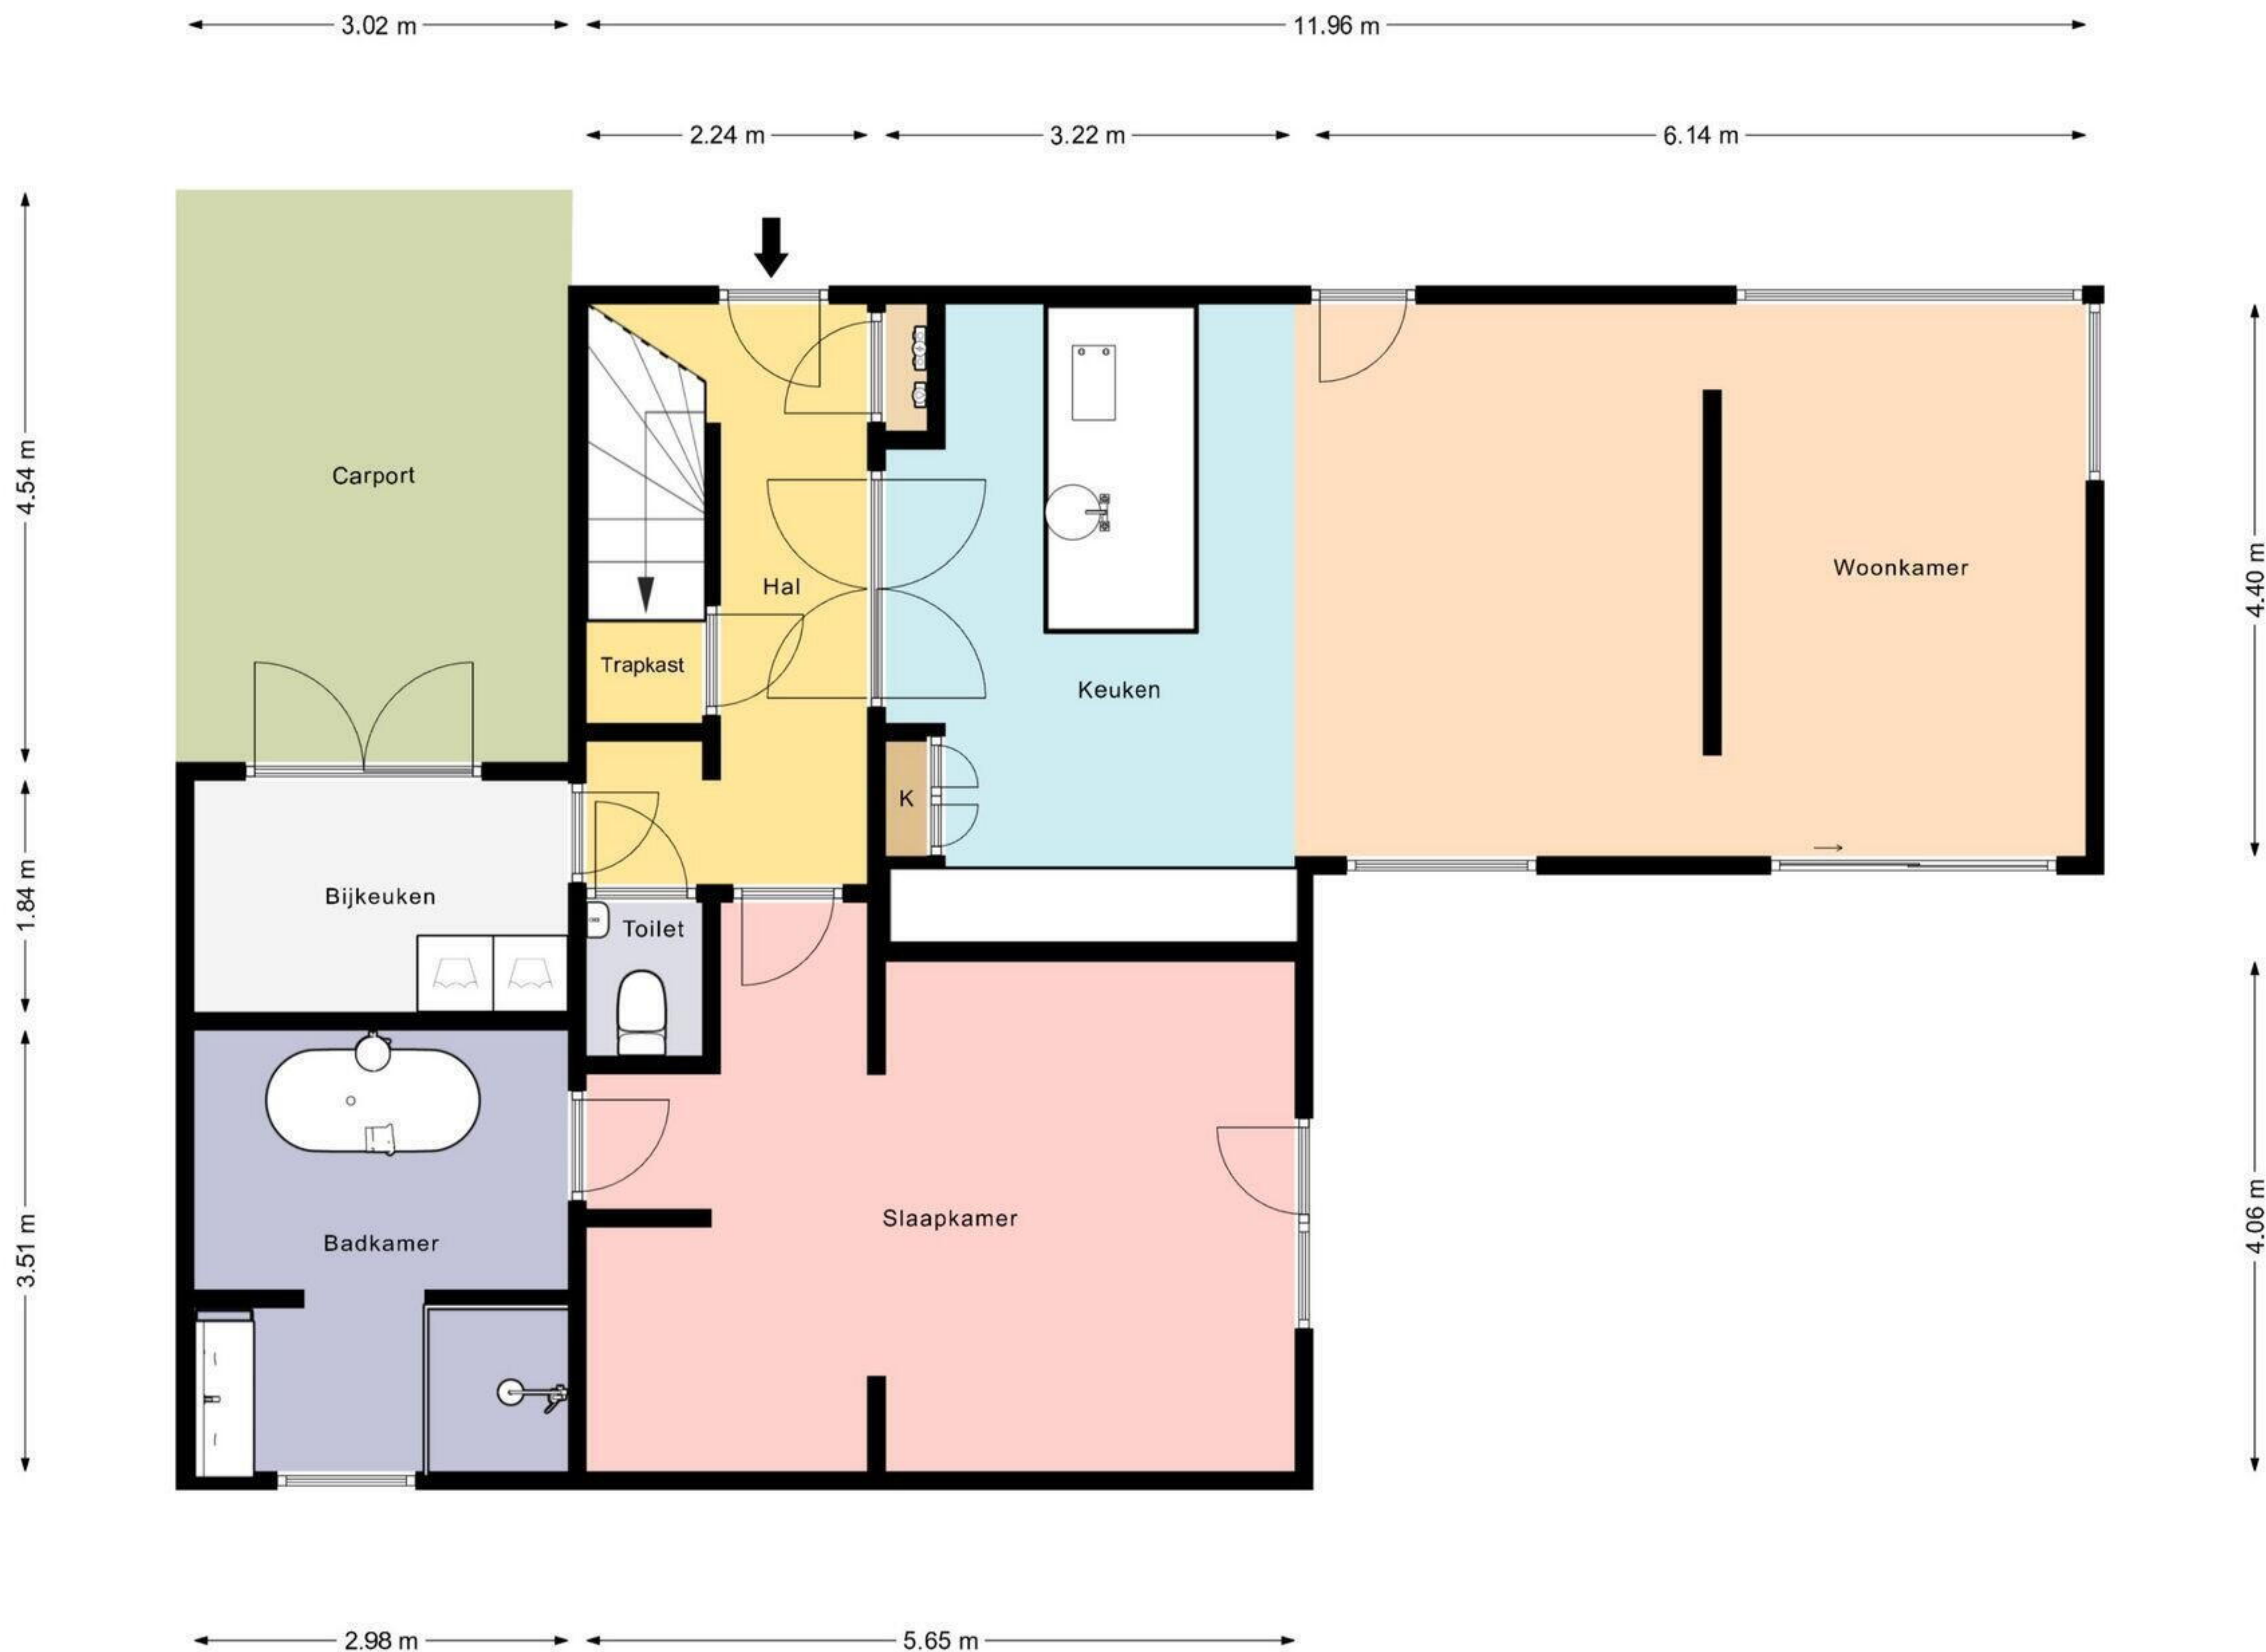 3.02 m
11.96 m
2.24 m
3.22 m
6.14 m
4.54 m
Carport
Hal
Woonkamer
4.40 m
Trapkast
Keuken
K
1.84 m
Bijkeuken
Toilet
3.51 m
Badkamer
Slaapkamer
4.06 m
2.98 m
5.65 m